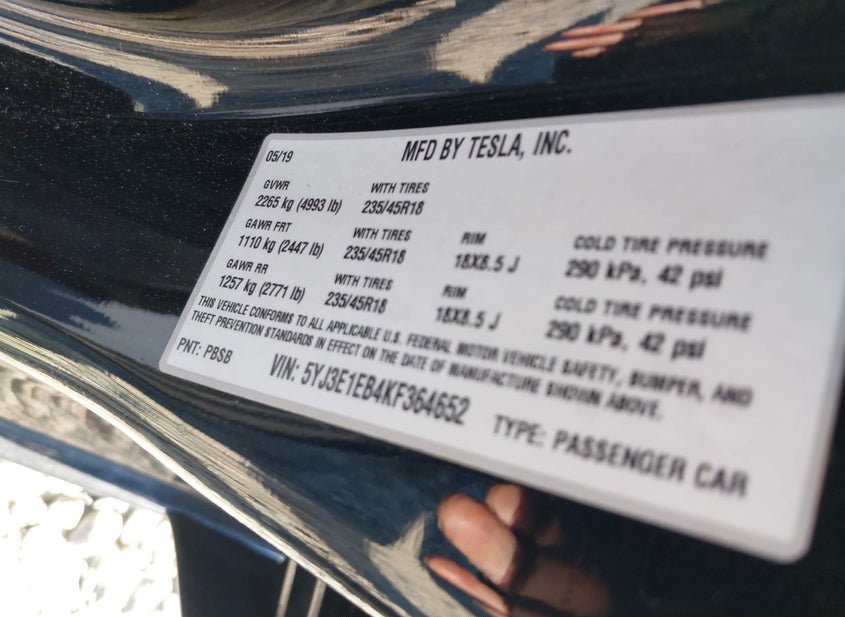 05/19 MFD BY TESLA, INC.
GVWR WITH TIRES
2265 kg (4993 lb) 235/45R18
GAWR FRT WITH TIRES RIM COLD TIRE PRESSURE
1110 kg (2447 lb) 235/45R18 18X8.5 J 290 kPa, 42 psi
GAWR RR WITH TIRES RIM COLD TIRE PRESSURE
1257 kg (2771 lb) 235/45R18 18X8.5 J 290 kPa, 42 psi
THIS VEHICLE CONFORMS TO ALL APPLICABLE U.S. FEDERAL MOTOR VEHICLE SAFETY, BUMPER, AND
THEFT PREVENTION STANDARDS IN EFFECT ON THE DATE OF MANUFACTURE SHOWN ABOVE.
PNT: PBSB VIN: 5YJ3E1EB4KF364652 TYPE: PASSENGER CAR